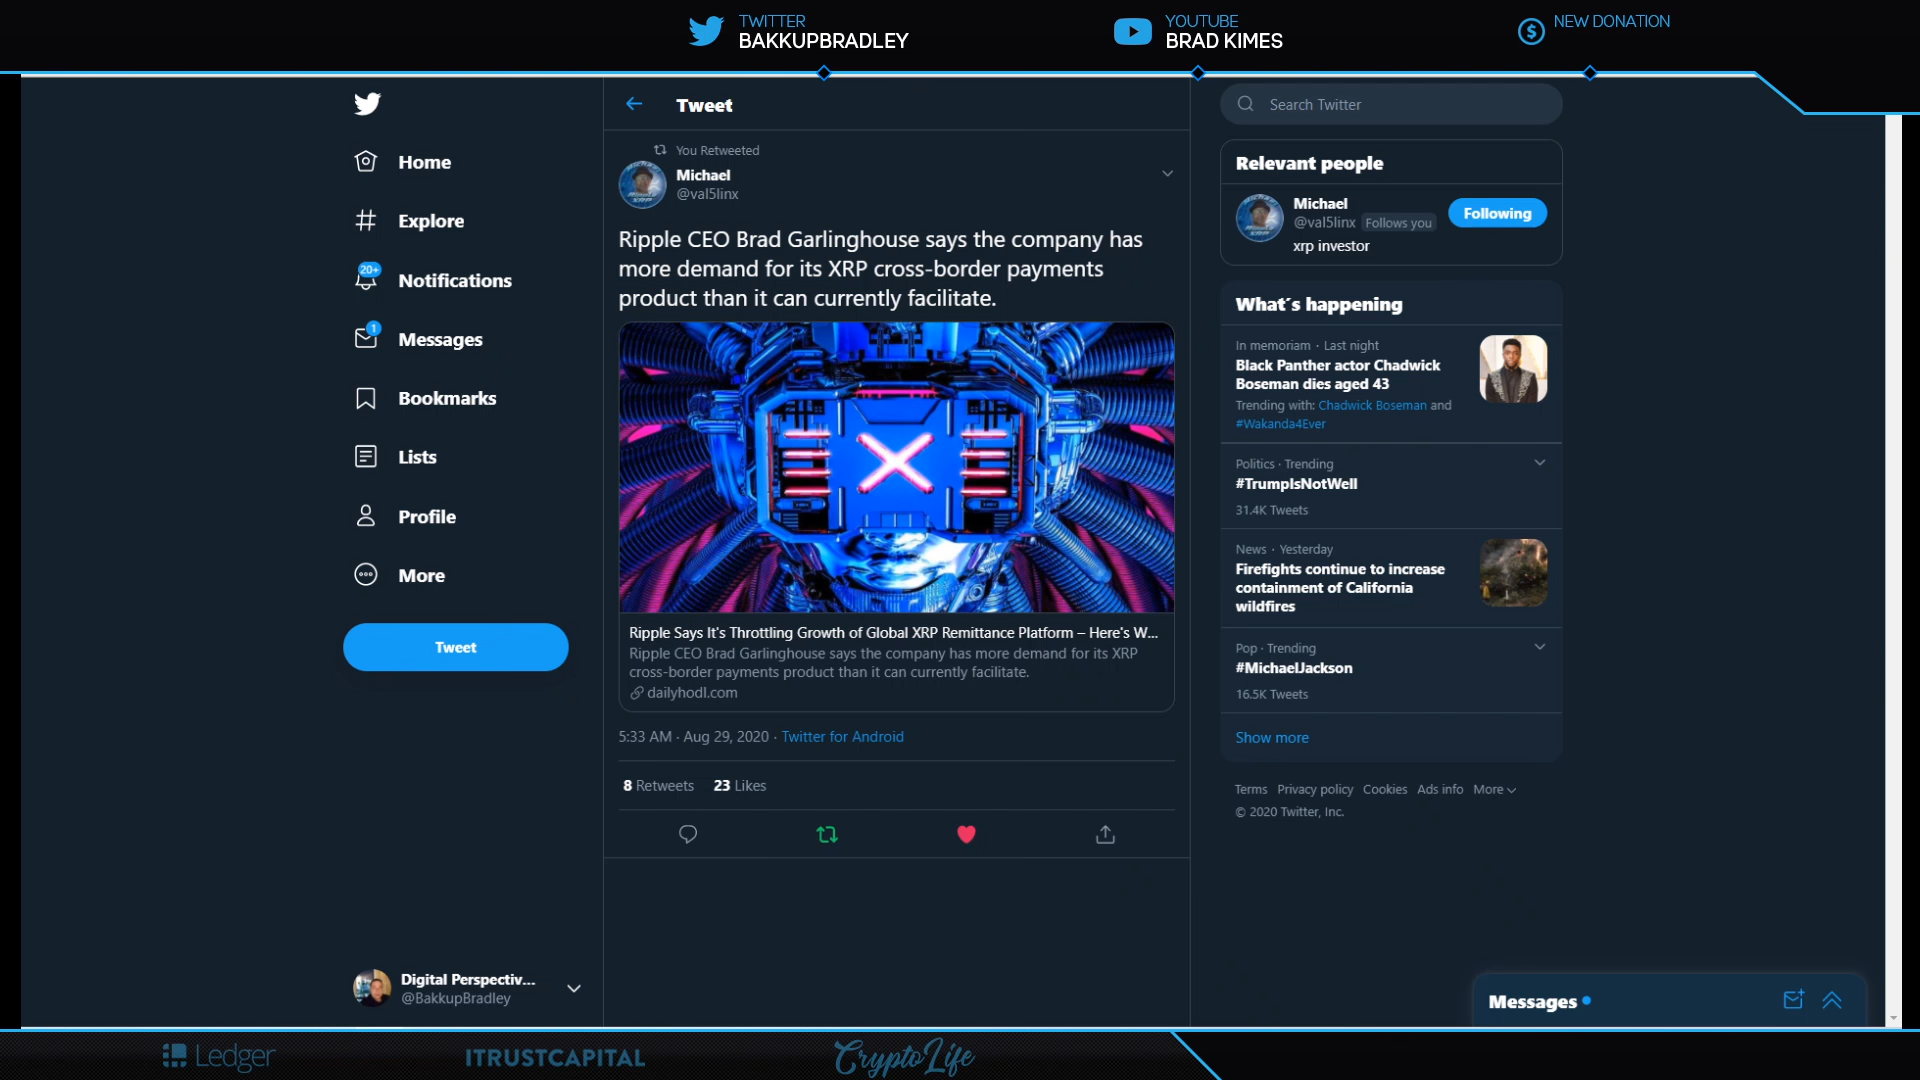 TWITTER
BAKKUPBRADLEY
YOUTUBE
BRAD KIMES
NEW DONATION
Home
Explore
20+
Notifications
1
Messages
Bookmarks
Lists
Profile
More
Tweet
Digital Perspectiv...
@BakkupBradley
Tweet
You Retweeted
Michael
@val5linx
Ripple CEO Brad Garlinghouse says the company has
more demand for its XRP cross-border payments
product than it can currently facilitate.
Ripple Says It's Throttling Growth of Global XRP Remittance Platform – Here's W...
Ripple CEO Brad Garlinghouse says the company has more demand for its XRP
cross-border payments product than it can currently facilitate.
dailyhodl.com
5:33 AM · Aug 29, 2020 · Twitter for Android
8 Retweets 23 Likes
Search Twitter
Relevant people
Michael
@val5linx Follows you
Following
xrp investor
What's happening
In memoriam · Last night
Black Panther actor Chadwick
Boseman dies aged 43
Trending with: Chadwick Boseman and
#Wakanda4Ever
Politics · Trending
#TrumpIsNotWell
31.4K Tweets
News · Yesterday
Firefights continue to increase
containment of California
wildfires
Pop · Trending
#MichaelJackson
16.5K Tweets
Show more
Terms Privacy policy Cookies Ads info More
© 2020 Twitter, Inc.
Messages
Ledger
ITRUSTCAPITAL
CryptoLife